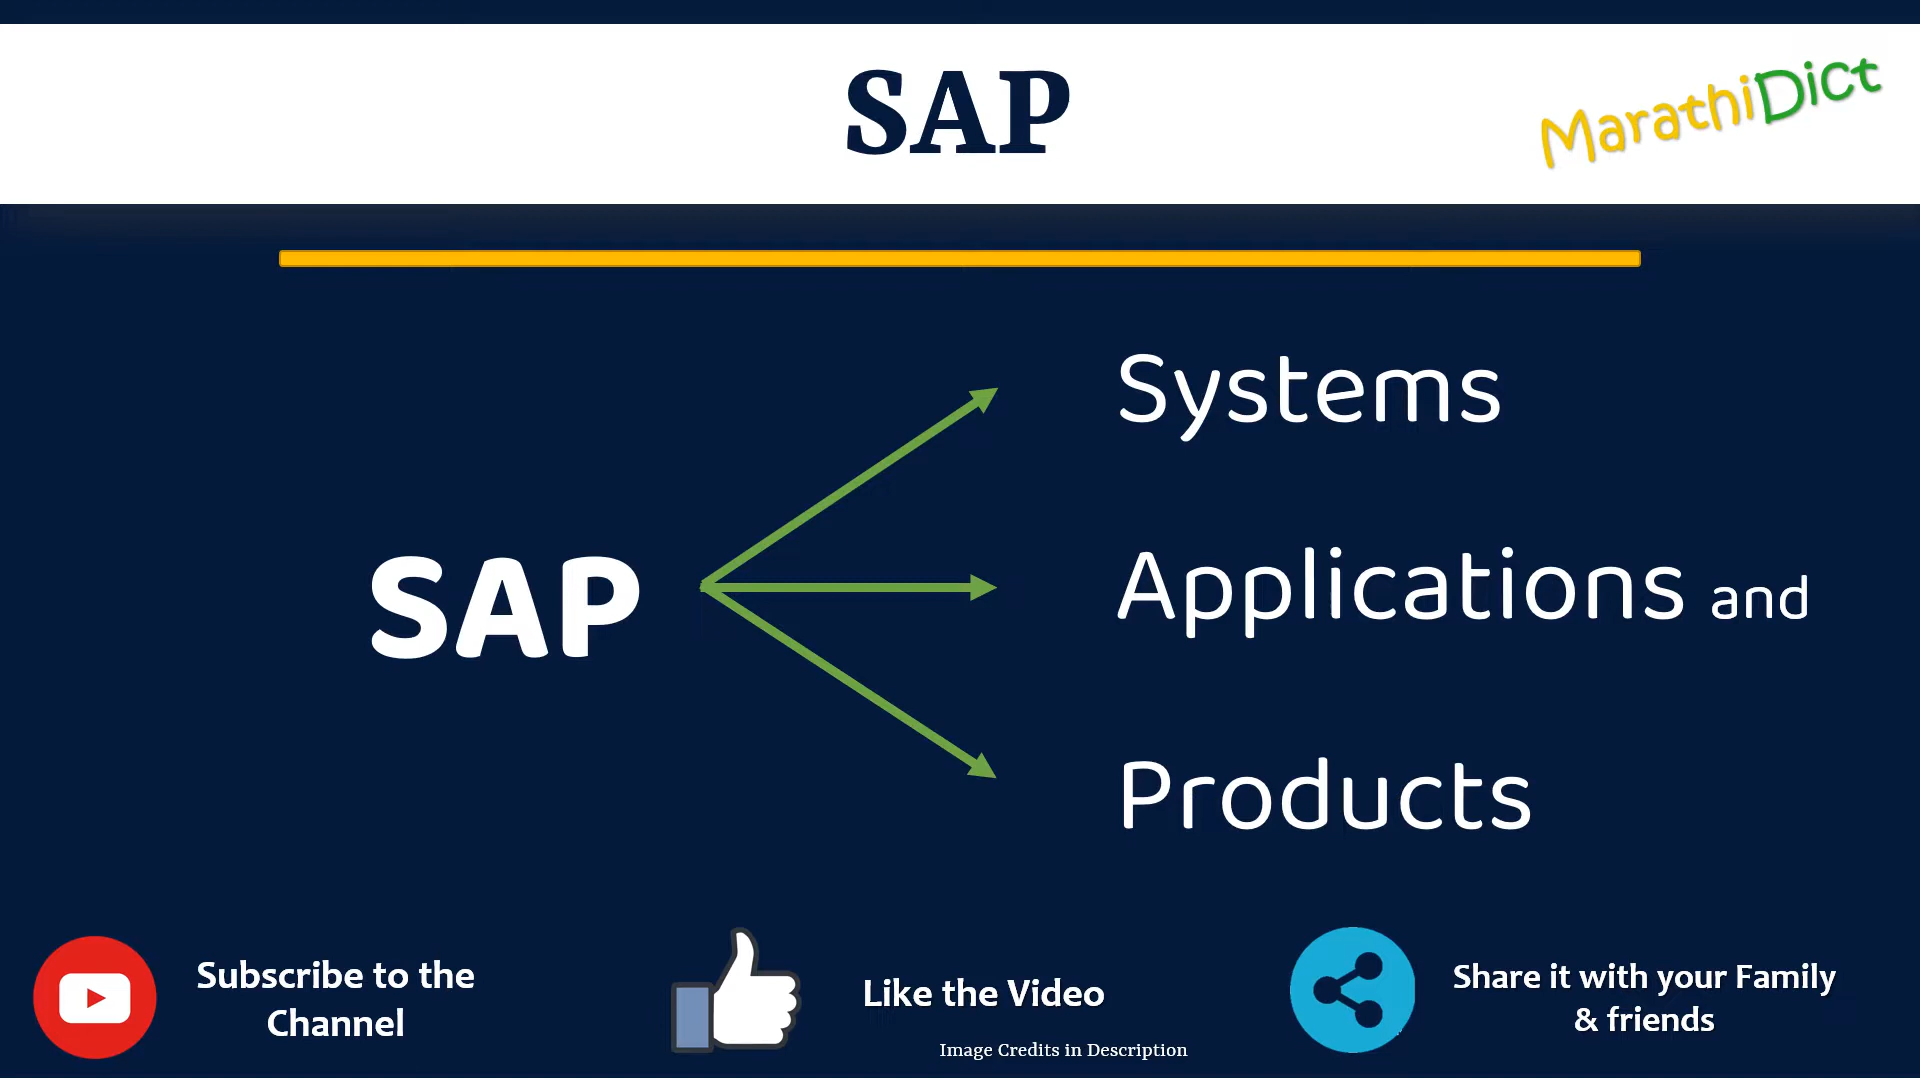 SAP
MarathiDict
Systems
SAP
Applications and
Products
Subscribe to the
Channel
Like the Video
Share it with your Family
& friends
Image Credits in Description